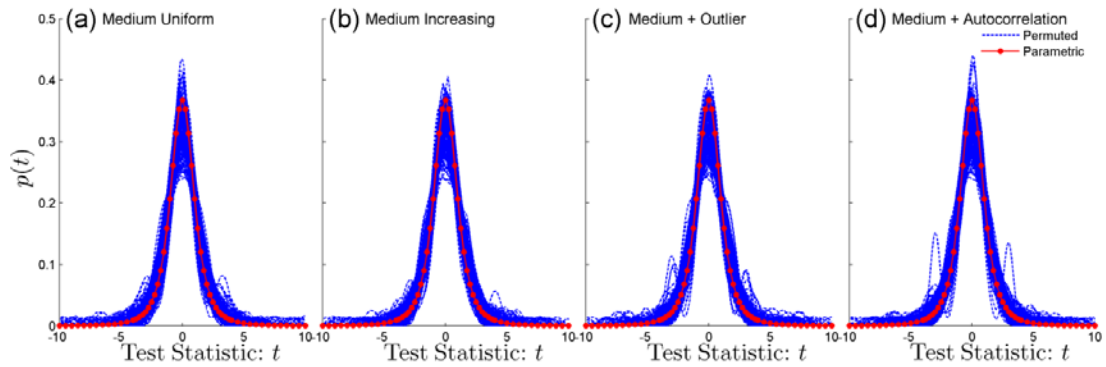 (a) Medium Uniform
(b) Medium Increasing
(c) Medium + Outlier
(d) Medium + Autocorrelation
Permuted
Parametric
0.5
0.4
0.3
0.2
0.1
0
p(t)
-10 -5 0 5 10
-10 -5 0 5 10
-10 -5 0 5 10
-10 -5 0 5 10
Test Statistic: t
Test Statistic: t
Test Statistic: t
Test Statistic: t